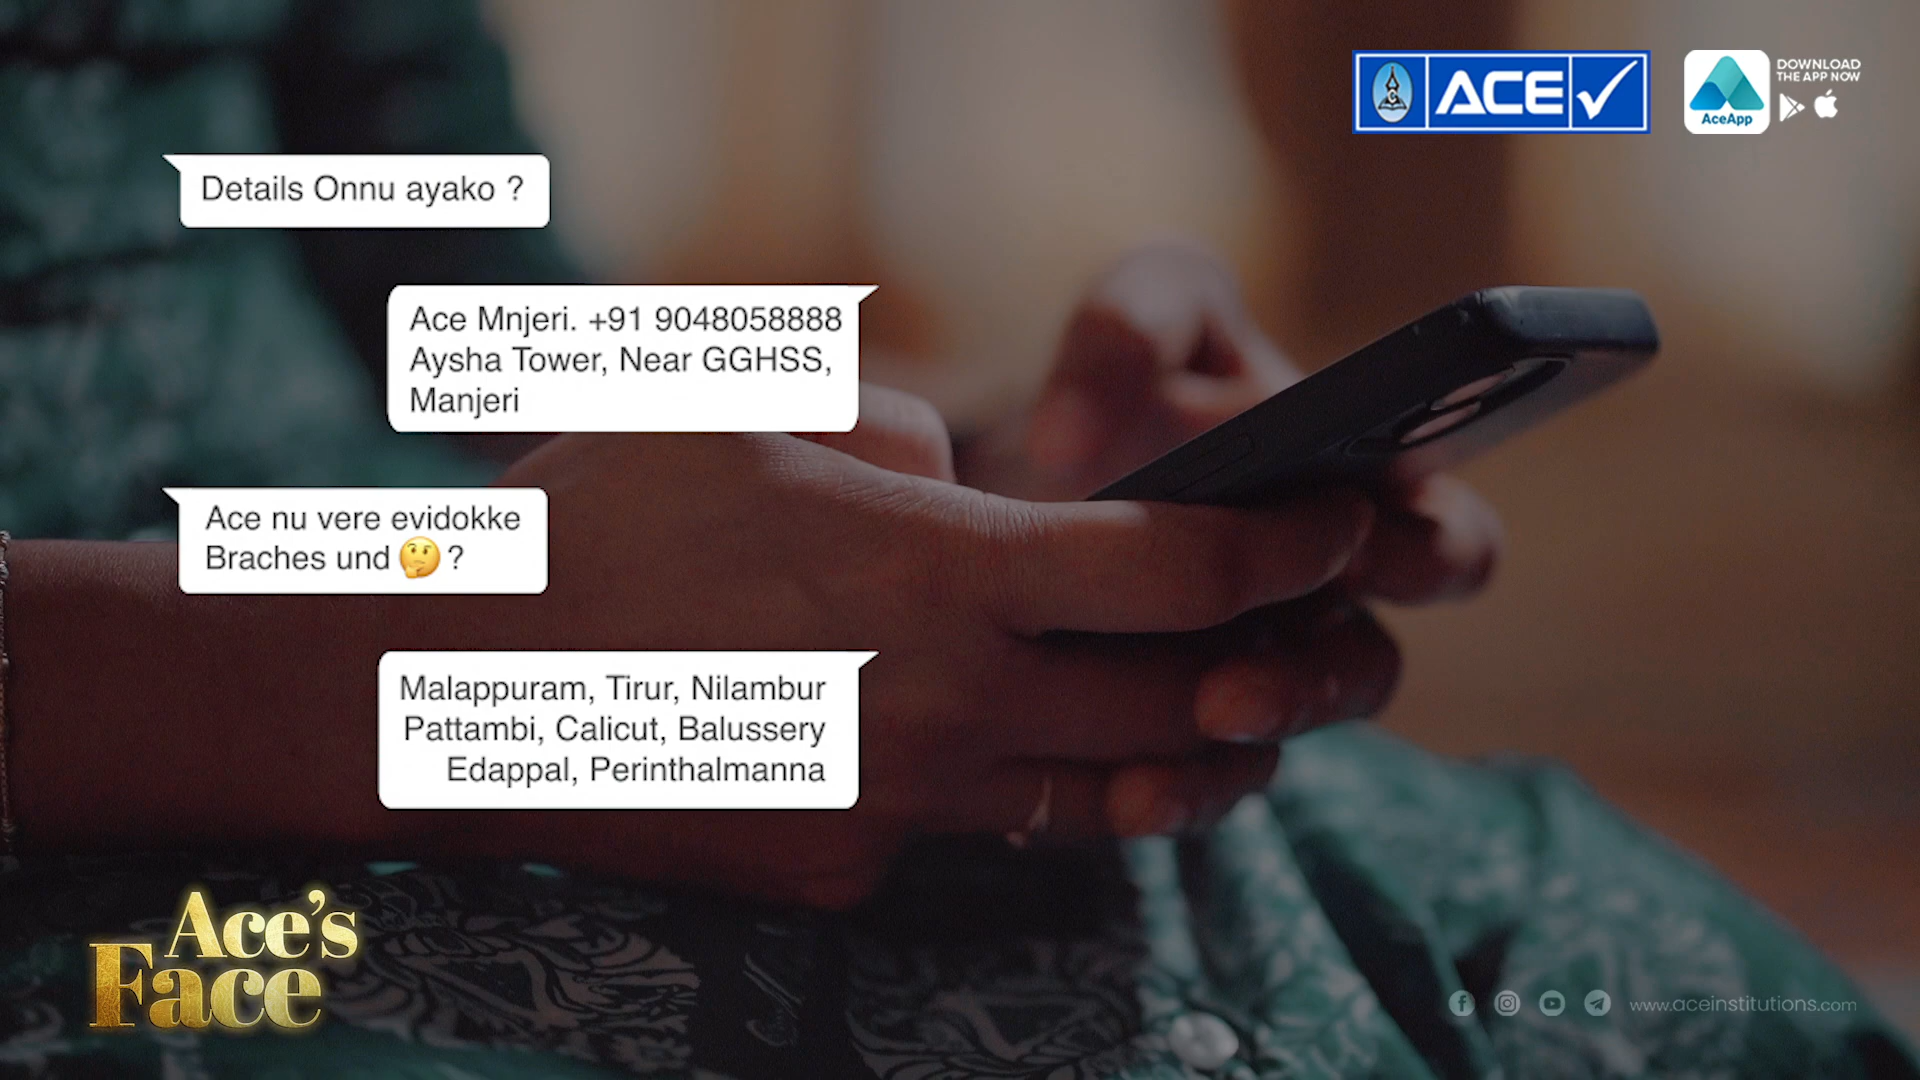 ACE
AceApp
DOWNLOAD
THE APP NOW
Details Onnu ayako ?
Ace Mnjeri. +91 9048058888
Aysha Tower, Near GGHSS,
Manjeri
Ace nu vere evidokke
Braches und 🤔 ?
Malappuram, Tirur, Nilambur
Pattambi, Calicut, Balussery
Edappal, Perinthalmanna
Ace's
Face
www.aceinstitutions.com